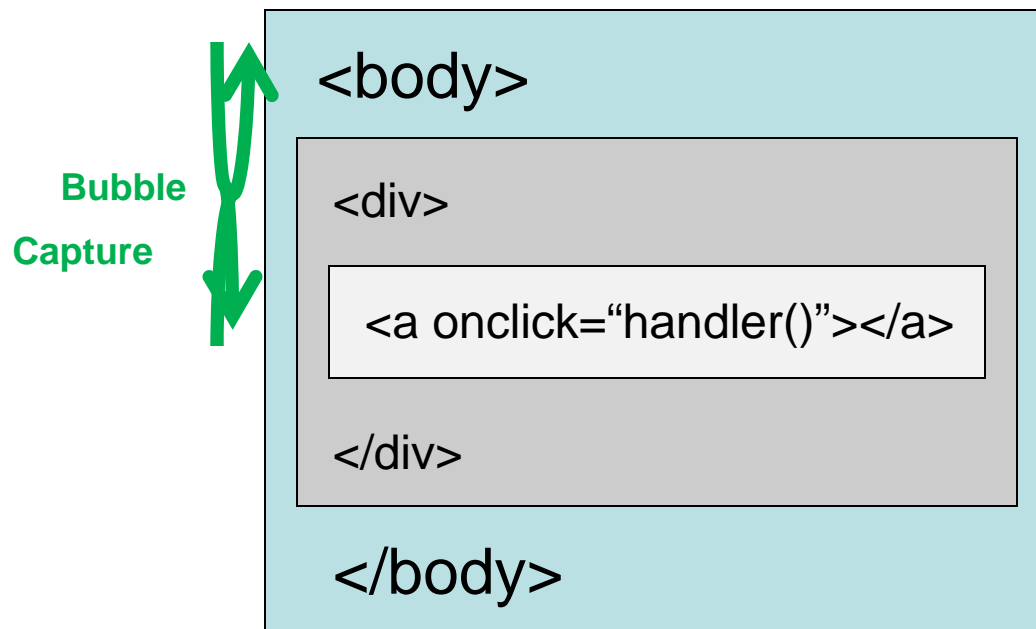 <body>
Bubble
<div>
Capture
<a onclick=“handler()”></a>
</div>
</body>